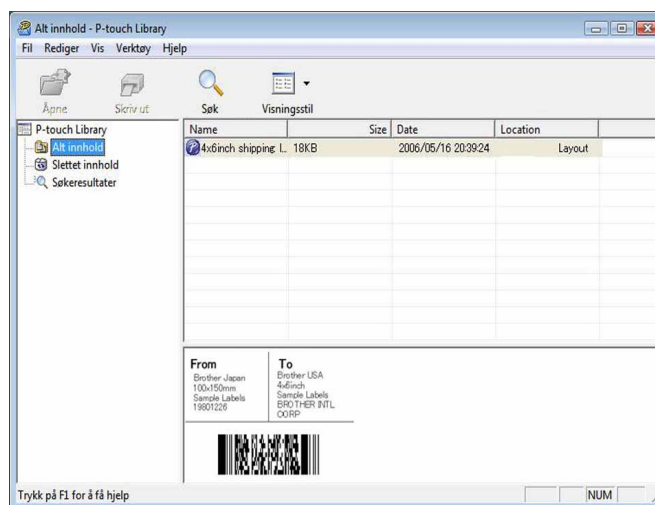 Alt innhold - P-touch Library
Fil Rediger Vis Verktøy Hjelp
Åpne Skriv ut Søk Visningsstil
P-touch Library
Alt innhold
Slettet innhold
Søkeresultater
Name Size Date Location
4x6inch shipping l... 18KB 2006/05/16 20:39:24 Layout
From
Brother Japan
100x150mm
Sample Labels
19801226
To
Brother USA
4x6inch
Sample Labels
BROTHER INTL
CORP
Trykk på F1 for å få hjelp NUM